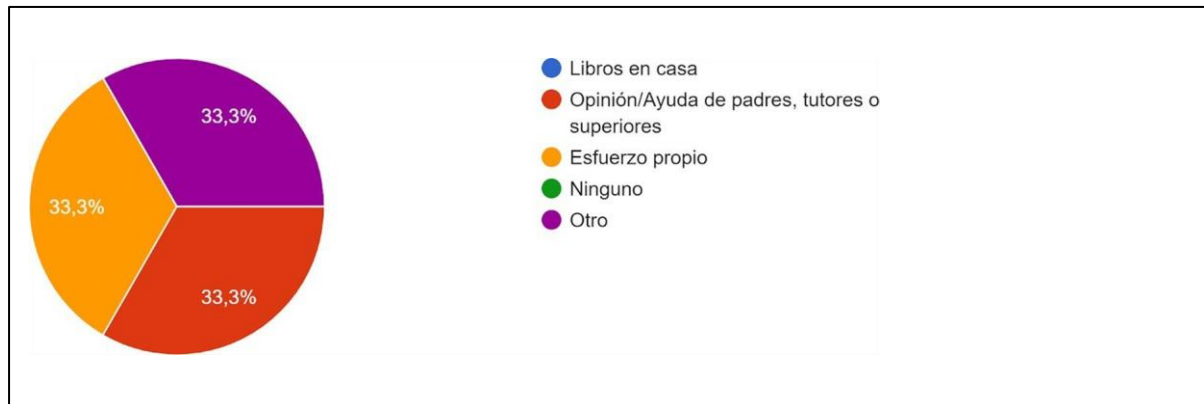 33,3%
33,3%
33,3%
Libros en casa
Opinión/Ayuda de padres, tutores o
superiores
Esfuerzo propio
Ninguno
Otro